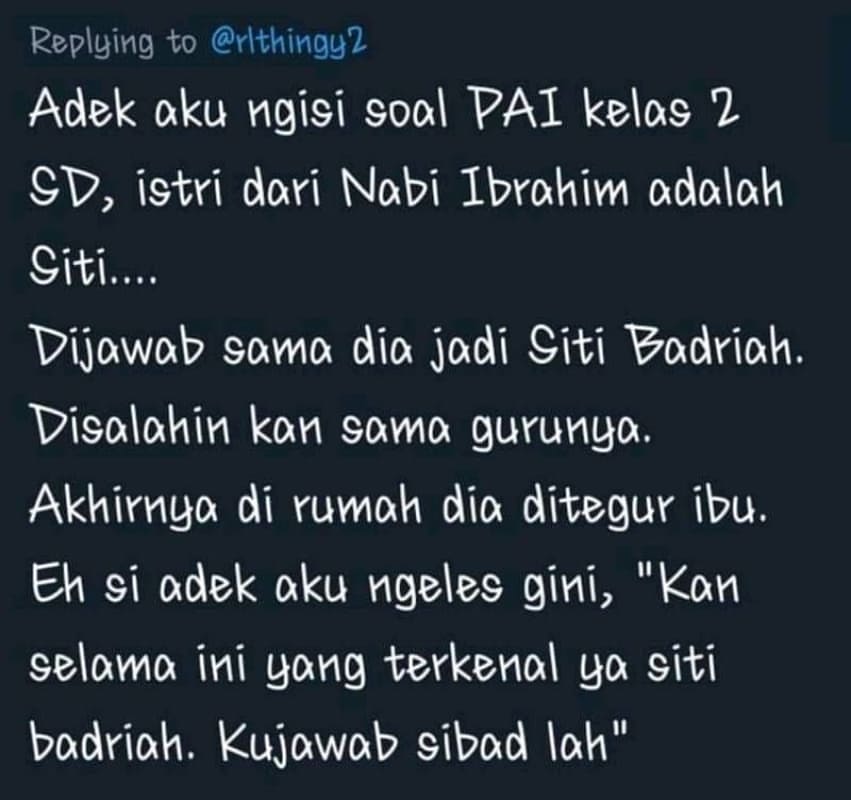 Replying to @rlthingy2
Adek aku ngisi soal PAI kelas 2
SD, istri dari Nabi Ibrahim adalah
Siti....
Dijawab sama dia jadi Siti Badriah.
Disalahin kan sama gurunya.
Akhirnya di rumah dia ditegur ibu.
Eh si adek aku ngeles gini, "Kan
selama ini yang terkenal ya siti
badriah. Kujawab sibad lah"